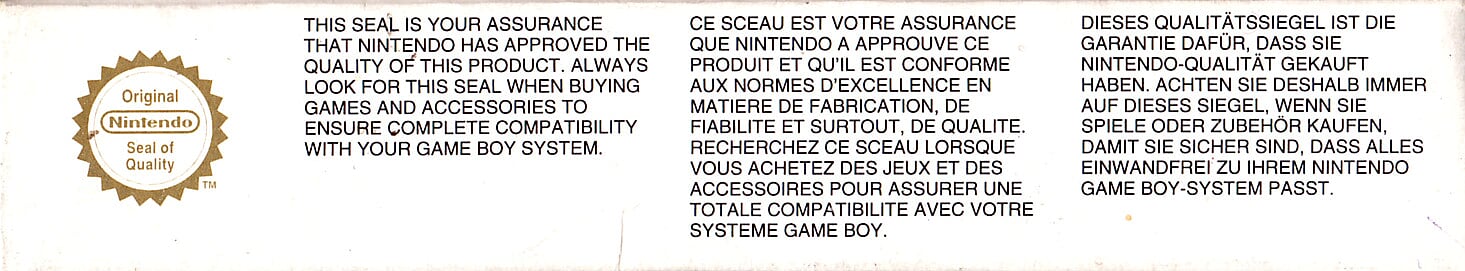 Original
Nintendo
Seal of
Quality
TM
THIS SEAL IS YOUR ASSURANCE
THAT NINTENDO HAS APPROVED THE
QUALITY OF THIS PRODUCT. ALWAYS
LOOK FOR THIS SEAL WHEN BUYING
GAMES AND ACCESSORIES TO
ENSURE COMPLETE COMPATIBILITY
WITH YOUR GAME BOY SYSTEM.
CE SCEAU EST VOTRE ASSURANCE
QUE NINTENDO A APPROUVE CE
PRODUIT ET QU'IL EST CONFORME
AUX NORMES D'EXCELLENCE EN
MATIERE DE FABRICATION, DE
FIABILITE ET SURTOUT, DE QUALITE.
RECHERCHEZ CE SCEAU LORSQUE
VOUS ACHETEZ DES JEUX ET DES
ACCESSOIRES POUR ASSURER UNE
TOTALE COMPATIBILITE AVEC VOTRE
SYSTEME GAME BOY.
DIESES QUALITÄTSSIEGEL IST DIE
GARANTIE DAFÜR, DASS SIE
NINTENDO-QUALITÄT GEKAUFT
HABEN. ACHTEN SIE DESHALB IMMER
AUF DIESES SIEGEL, WENN SIE
SPIELE ODER ZUBEHÖR KAUFEN,
DAMIT SIE SICHER SIND, DASS ALLES
EINWANDFREI ZU IHREM NINTENDO
GAME BOY-SYSTEM PASST.